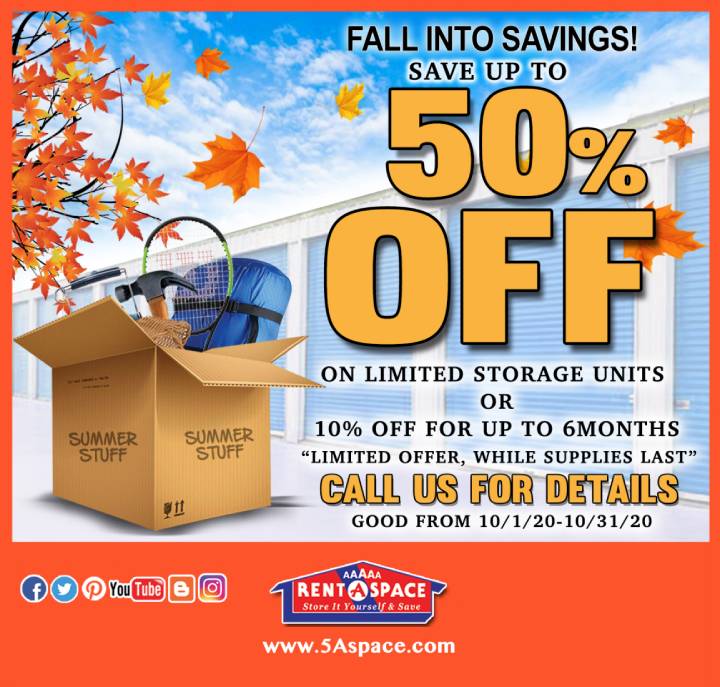 FALL INTO SAVINGS!
SAVE UP TO
50%
OFF
ON LIMITED STORAGE UNITS
OR
10% OFF FOR UP TO 6MONTHS
“LIMITED OFFER, WHILE SUPPLIES LAST”
CALL US FOR DETAILS
GOOD FROM 10/1/20-10/31/20
SUMMER
STUFF
SUMMER
STUFF
You Tube
AAAAA
RENT A SPACE
Store It Yourself & Save
www.5Aspace.com